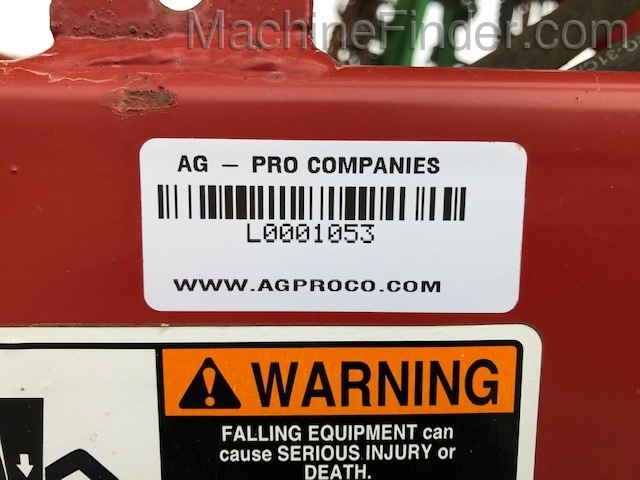 MachineFinder.com
AG – PRO COMPANIES
L0001053
WWW.AGPROCO.COM
WARNING
FALLING EQUIPMENT can
cause SERIOUS INJURY or
DEATH.